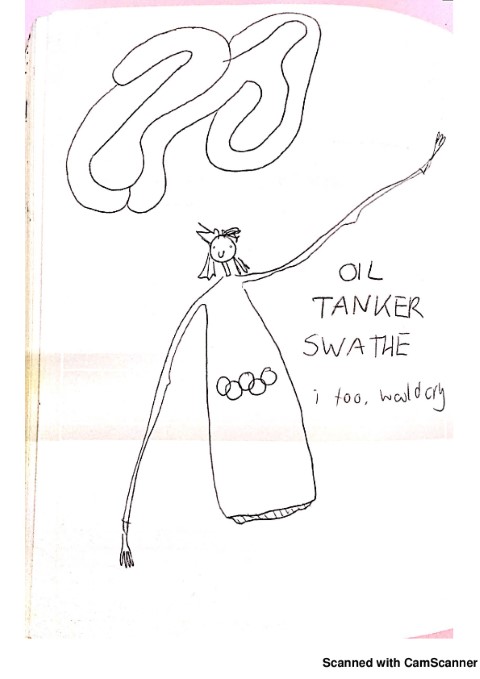 OIL
TANKER
SWATHE
i too, would cry
Scanned with CamScanner